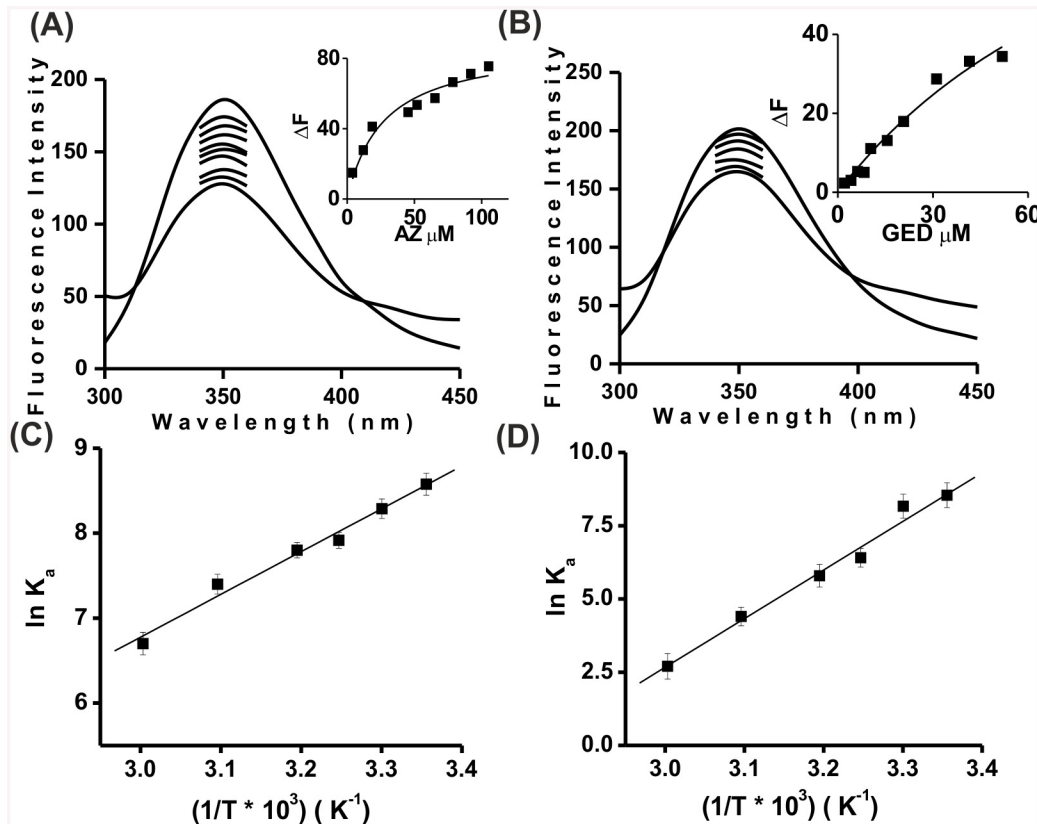 (A)
Fluorescence Intensity
200
150
100
50
0
300 350 400 450
Wavelength (nm)
ΔF
80
40
0
0 50 100
AZ μM
(B)
Fluorescence Intensity
250
200
150
100
50
0
300 350 400 450
Wavelength (nm)
ΔF
40
20
0
0 30 60
GED μM
(C)
ln Ka
9
8
7
6
3.0 3.1 3.2 3.3 3.4
(1/T * 10³) ( K⁻¹)
(D)
ln Ka
10.0
7.5
5.0
2.5
0.0
3.0 3.1 3.2 3.3 3.4
(1/T * 10³) ( K⁻¹)